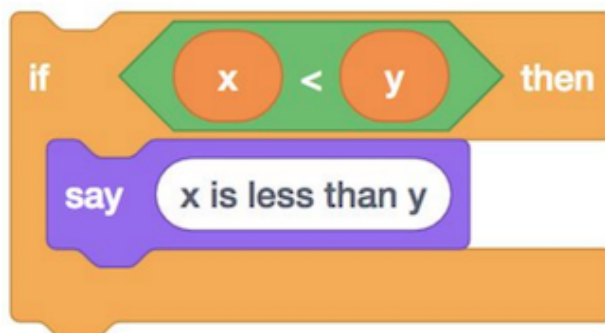 if x < y then
say x is less than y